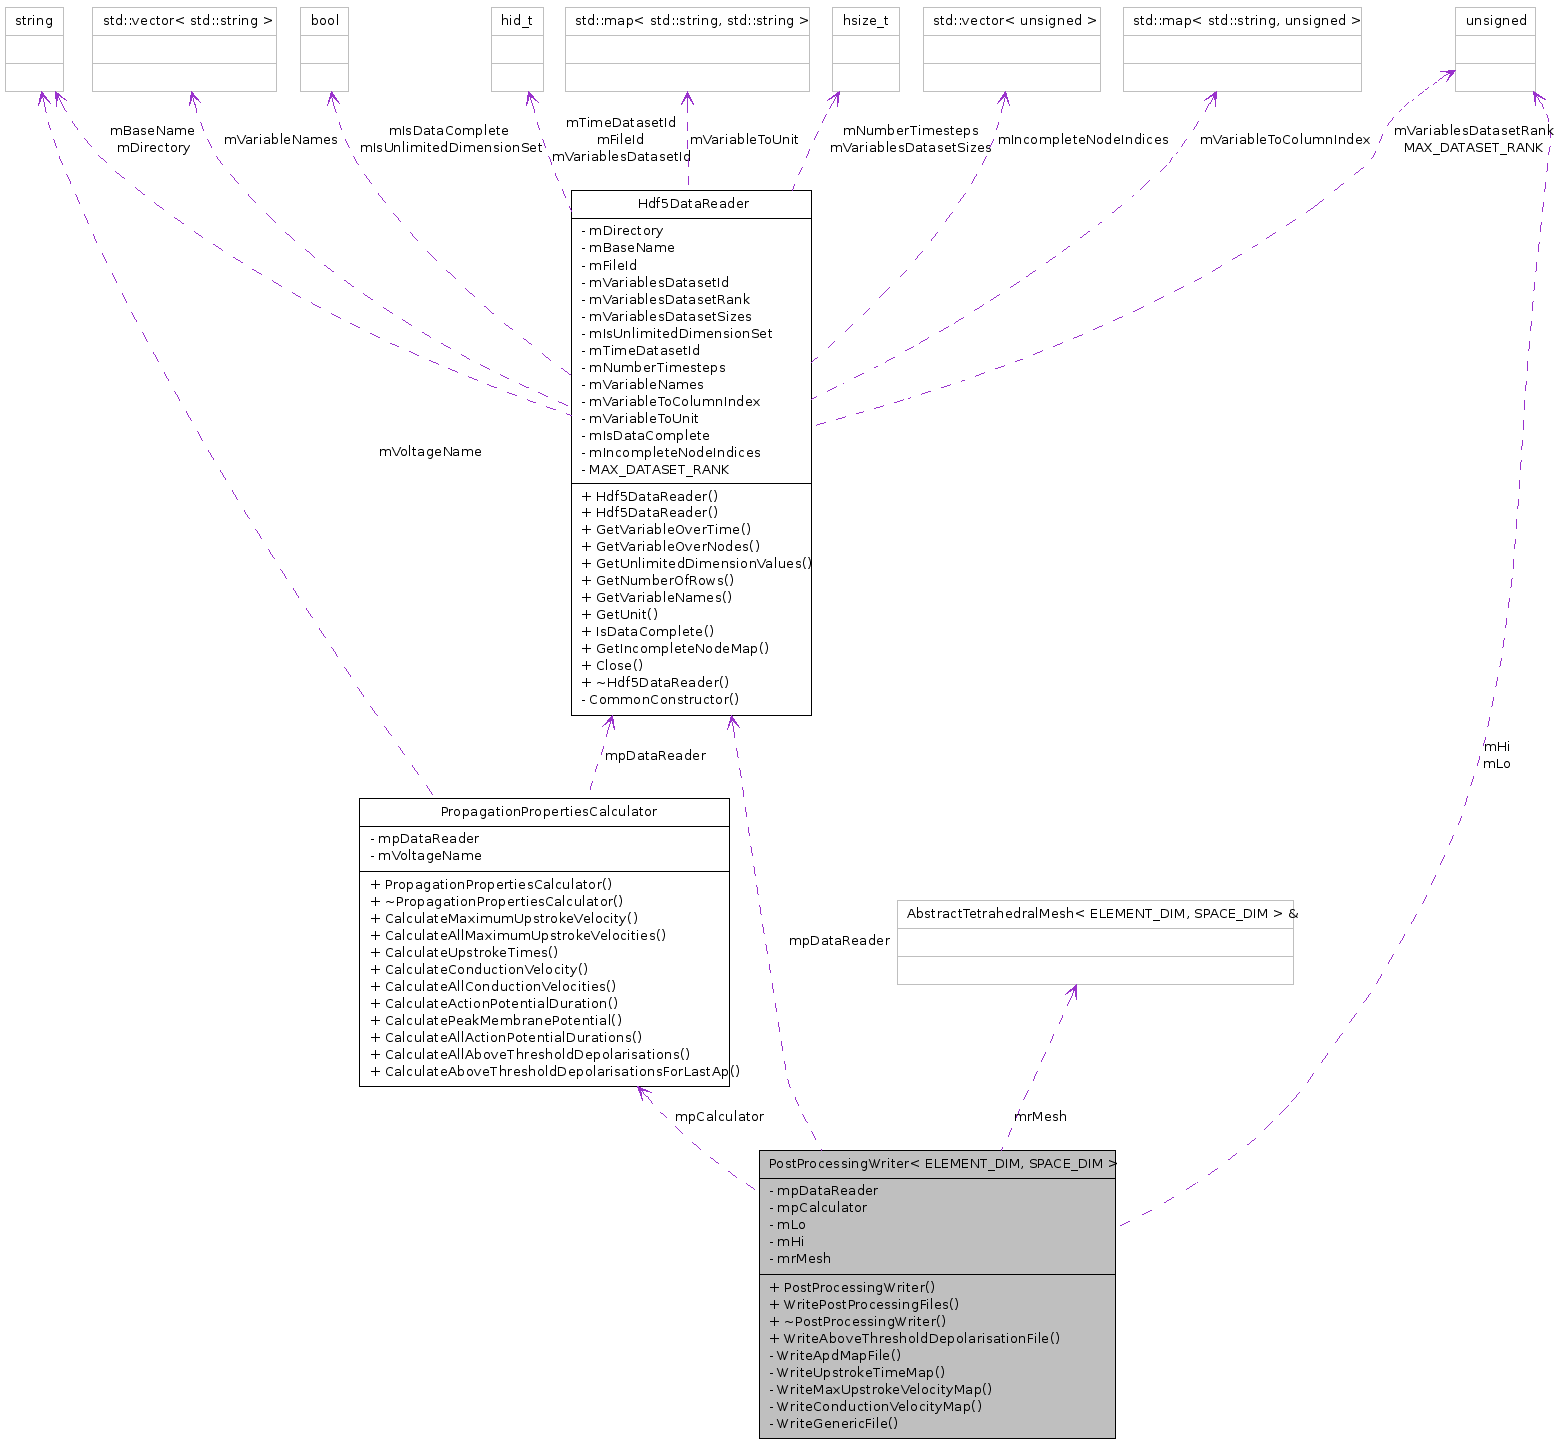 string
std::vector< std::string >
bool
hid_t
std::map< std::string, std::string >
hsize_t
std::vector< unsigned >
std::map< std::string, unsigned >
unsigned
mBaseName
mDirectory
mVariableNames
mIsDataComplete
mIsUnlimitedDimensionSet
mTimeDatasetId
mFileId
mVariablesDatasetId
mVariableToUnit
mNumberTimesteps
mVariablesDatasetSizes
mIncompleteNodeIndices
mVariableToColumnIndex
mVariablesDatasetRank
MAX_DATASET_RANK
Hdf5DataReader
- mDirectory
- mBaseName
- mFileId
- mVariablesDatasetId
- mVariablesDatasetRank
- mVariablesDatasetSizes
- mIsUnlimitedDimensionSet
- mTimeDatasetId
- mNumberTimesteps
- mVariableNames
- mVariableToColumnIndex
- mVariableToUnit
- mIsDataComplete
- mIncompleteNodeIndices
- MAX_DATASET_RANK
+ Hdf5DataReader()
+ Hdf5DataReader()
+ GetVariableOverTime()
+ GetVariableOverNodes()
+ GetUnlimitedDimensionValues()
+ GetNumberOfRows()
+ GetVariableNames()
+ GetUnit()
+ IsDataComplete()
+ GetIncompleteNodeMap()
+ Close()
+ ~Hdf5DataReader()
- CommonConstructor()
mVoltageName
mpDataReader
mHi
mLo
PropagationPropertiesCalculator
- mpDataReader
- mVoltageName
+ PropagationPropertiesCalculator()
+ ~PropagationPropertiesCalculator()
+ CalculateMaximumUpstrokeVelocity()
+ CalculateAllMaximumUpstrokeVelocities()
+ CalculateUpstrokeTimes()
+ CalculateConductionVelocity()
+ CalculateAllConductionVelocities()
+ CalculateActionPotentialDuration()
+ CalculatePeakMembranePotential()
+ CalculateAllActionPotentialDurations()
+ CalculateAllAboveThresholdDepolarisations()
+ CalculateAboveThresholdDepolarisationsForLastAp()
mpDataReader
AbstractTetrahedralMesh< ELEMENT_DIM, SPACE_DIM > &
mpCalculator
mrMesh
PostProcessingWriter< ELEMENT_DIM, SPACE_DIM >
- mpDataReader
- mpCalculator
- mLo
- mHi
- mrMesh
+ PostProcessingWriter()
+ WritePostProcessingFiles()
+ ~PostProcessingWriter()
+ WriteAboveThresholdDepolarisationFile()
- WriteApdMapFile()
- WriteUpstrokeTimeMap()
- WriteMaxUpstrokeVelocityMap()
- WriteConductionVelocityMap()
- WriteGenericFile()